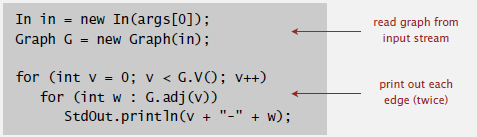 In in = new In(args[0]);
Graph G = new Graph(in);
read graph from
input stream
for (int v = 0; v < G.V(); v++)
for (int w : G.adj(v))
StdOut.println(v + "-" + w);
print out each
edge (twice)